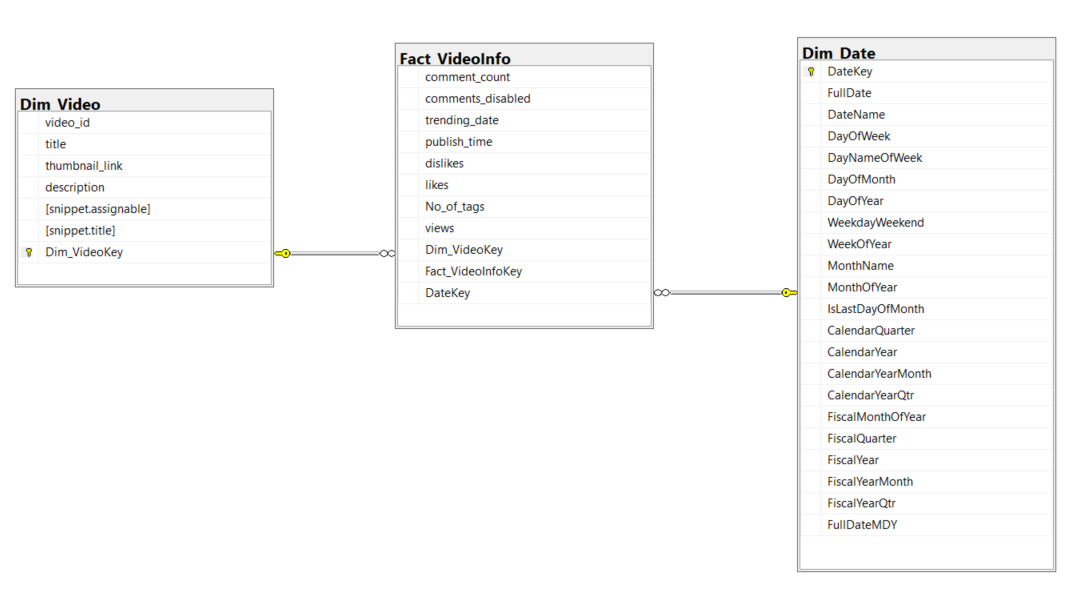 Dim_Video
video_id
title
thumbnail_link
description
[snippet.assignable]
[snippet.title]
Dim_VideoKey
Fact_VideoInfo
comment_count
comments_disabled
trending_date
publish_time
dislikes
likes
No_of_tags
views
Dim_VideoKey
Fact_VideoInfoKey
DateKey
Dim_Date
DateKey
FullDate
DateName
DayOfWeek
DayNameOfWeek
DayOfMonth
DayOfYear
WeekdayWeekend
WeekOfYear
MonthName
MonthOfYear
IsLastDayOfMonth
CalendarQuarter
CalendarYear
CalendarYearMonth
CalendarYearQtr
FiscalMonthOfYear
FiscalQuarter
FiscalYear
FiscalYearMonth
FiscalYearQtr
FullDateMDY